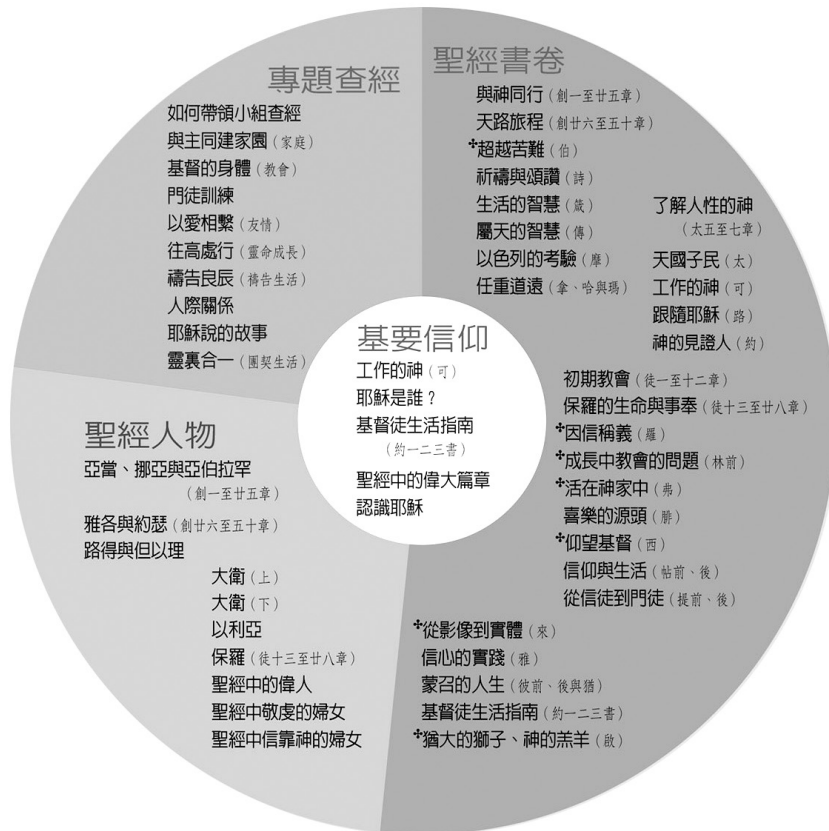 專題查經
如何帶領小組查經
與主同建家園（家庭）
基督的身體（教會）
門徒訓練
以愛相繫（友情）
往高處行（靈命成長）
禱告良辰（禱告生活）
人際關係
耶穌說的故事
靈裏合一（團契生活）
聖經書卷
與神同行（創一至廿五章）
天路旅程（創廿六至五十章）
✣超越苦難（伯）
祈禱與頌讚（詩）
生活的智慧（箴）
屬天的智慧（傳）
以色列的考驗（摩）
任重道遠（拿、哈與瑪）
了解人性的神
（太五至七章）
天國子民（太）
工作的神（可）
跟隨耶穌（路）
神的見證人（約）
初期教會（徒一至十二章）
保羅的生命與事奉（徒十三至廿八章）
✣因信稱義（羅）
✣成長中教會的問題（林前）
✣活在神家中（弗）
喜樂的源頭（腓）
✣仰望基督（西）
信仰與生活（帖前、後）
從信徒到門徒（提前、後）
✣從影像到實體（來）
信心的實踐（雅）
蒙召的人生（彼前、後與猶）
基督徒生活指南（約一二三書）
✣猶大的獅子、神的羔羊（啟）
基要信仰
工作的神（可）
耶穌是誰？
基督徒生活指南
（約一二三書）
聖經中的偉大篇章
認識耶穌
聖經人物
亞當、挪亞與亞伯拉罕
（創一至廿五章）
雅各與約瑟（創廿六至五十章）
路得與但以理
大衛（上）
大衛（下）
以利亞
保羅（徒十三至廿八章）
聖經中的偉人
聖經中敬虔的婦女
聖經中信靠神的婦女